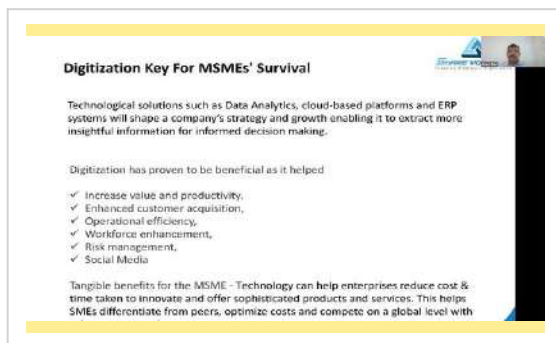 Digitization Key For MSMEs' Survival
Technological solutions such as Data Analytics, cloud-based platforms and ERP
systems will shape a company's strategy and growth enabling it to extract more
insightful information for informed decision making.
Digitization has proven to be beneficial as it helped
✓ Increase value and productivity,
✓ Enhanced customer acquisition,
✓ Operational efficiency,
✓ Workforce enhancement,
✓ Risk management,
✓ Social Media
Tangible benefits for the MSME - Technology can help enterprises reduce cost &
time taken to innovate and offer sophisticated products and services. This helps
SMEs differentiate from peers, optimize costs and compete on a global level with